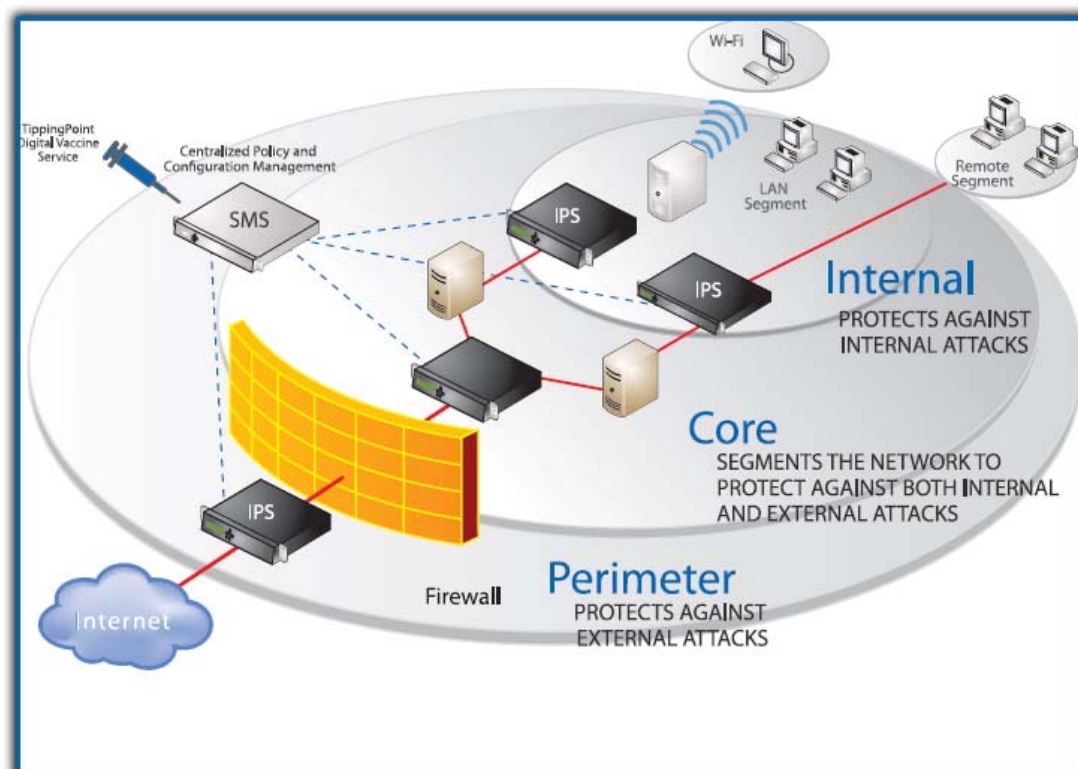 Wi-Fi
TippingPoint
Digital Vaccine
Service
Centralized Policy and
Configuration Management
SMS
IPS
LAN
Segment
Remote
Segment
IPS
Internal
PROTECTS AGAINST
INTERNAL ATTACKS
Core
SEGMENTS THE NETWORK TO
PROTECT AGAINST BOTH INTERNAL
AND EXTERNAL ATTACKS
IPS
Firewall
Perimeter
PROTECTS AGAINST
EXTERNAL ATTACKS
Internet